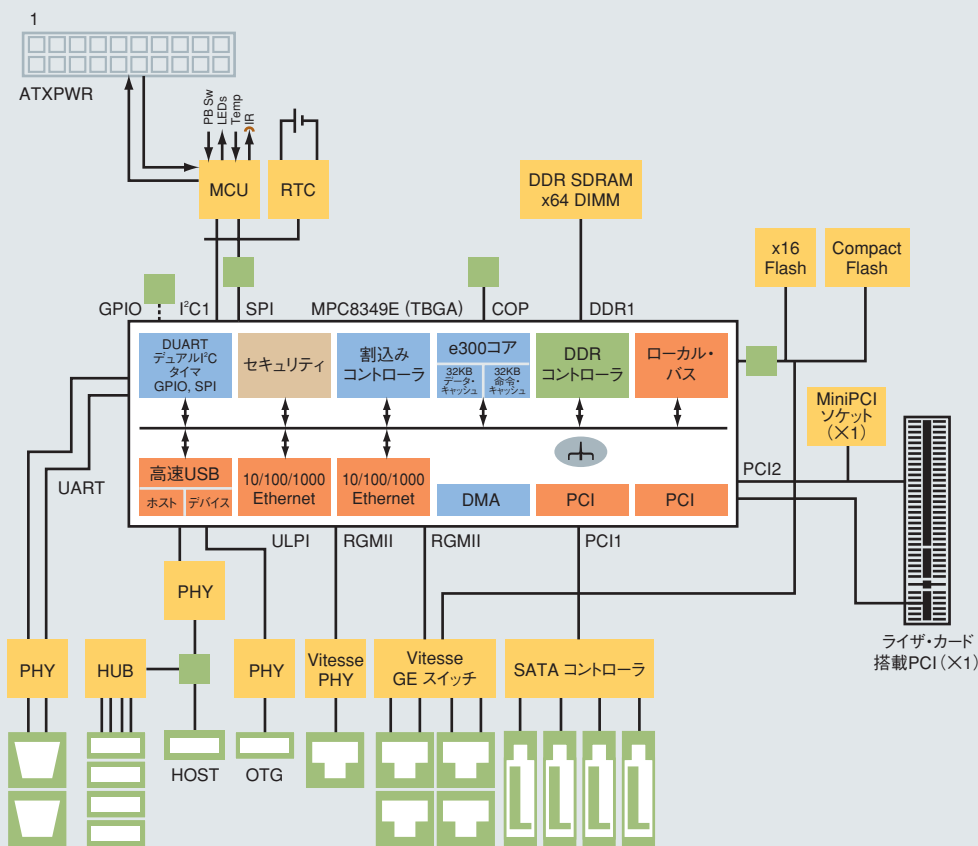 1
ATXPWR
PB Sw
LEDs
Temp
IR
MCU
RTC
DDR SDRAM
x64 DIMM
x16
Flash
Compact
Flash
GPIO
I²C1
SPI
MPC8349E (TBGA)
COP
DDR1
DUART
デュアルI²C
タイマ
GPIO, SPI
セキュリティ
割込み
コントローラ
e300コア
32KB
データ・
キャッシュ
32KB
命令・
キャッシュ
DDR
コントローラ
ローカル・
バス
MiniPCI
ソケット
(×1)
高速USB
ホスト
デバイス
10/100/1000
Ethernet
10/100/1000
Ethernet
DMA
PCI
PCI
PCI2
UART
ULPI
RGMII
RGMII
PCI1
PHY
PHY
HUB
PHY
Vitesse
PHY
Vitesse
GE スイッチ
SATA コントローラ
ライザ・カード
搭載PCI(×1)
HOST
OTG